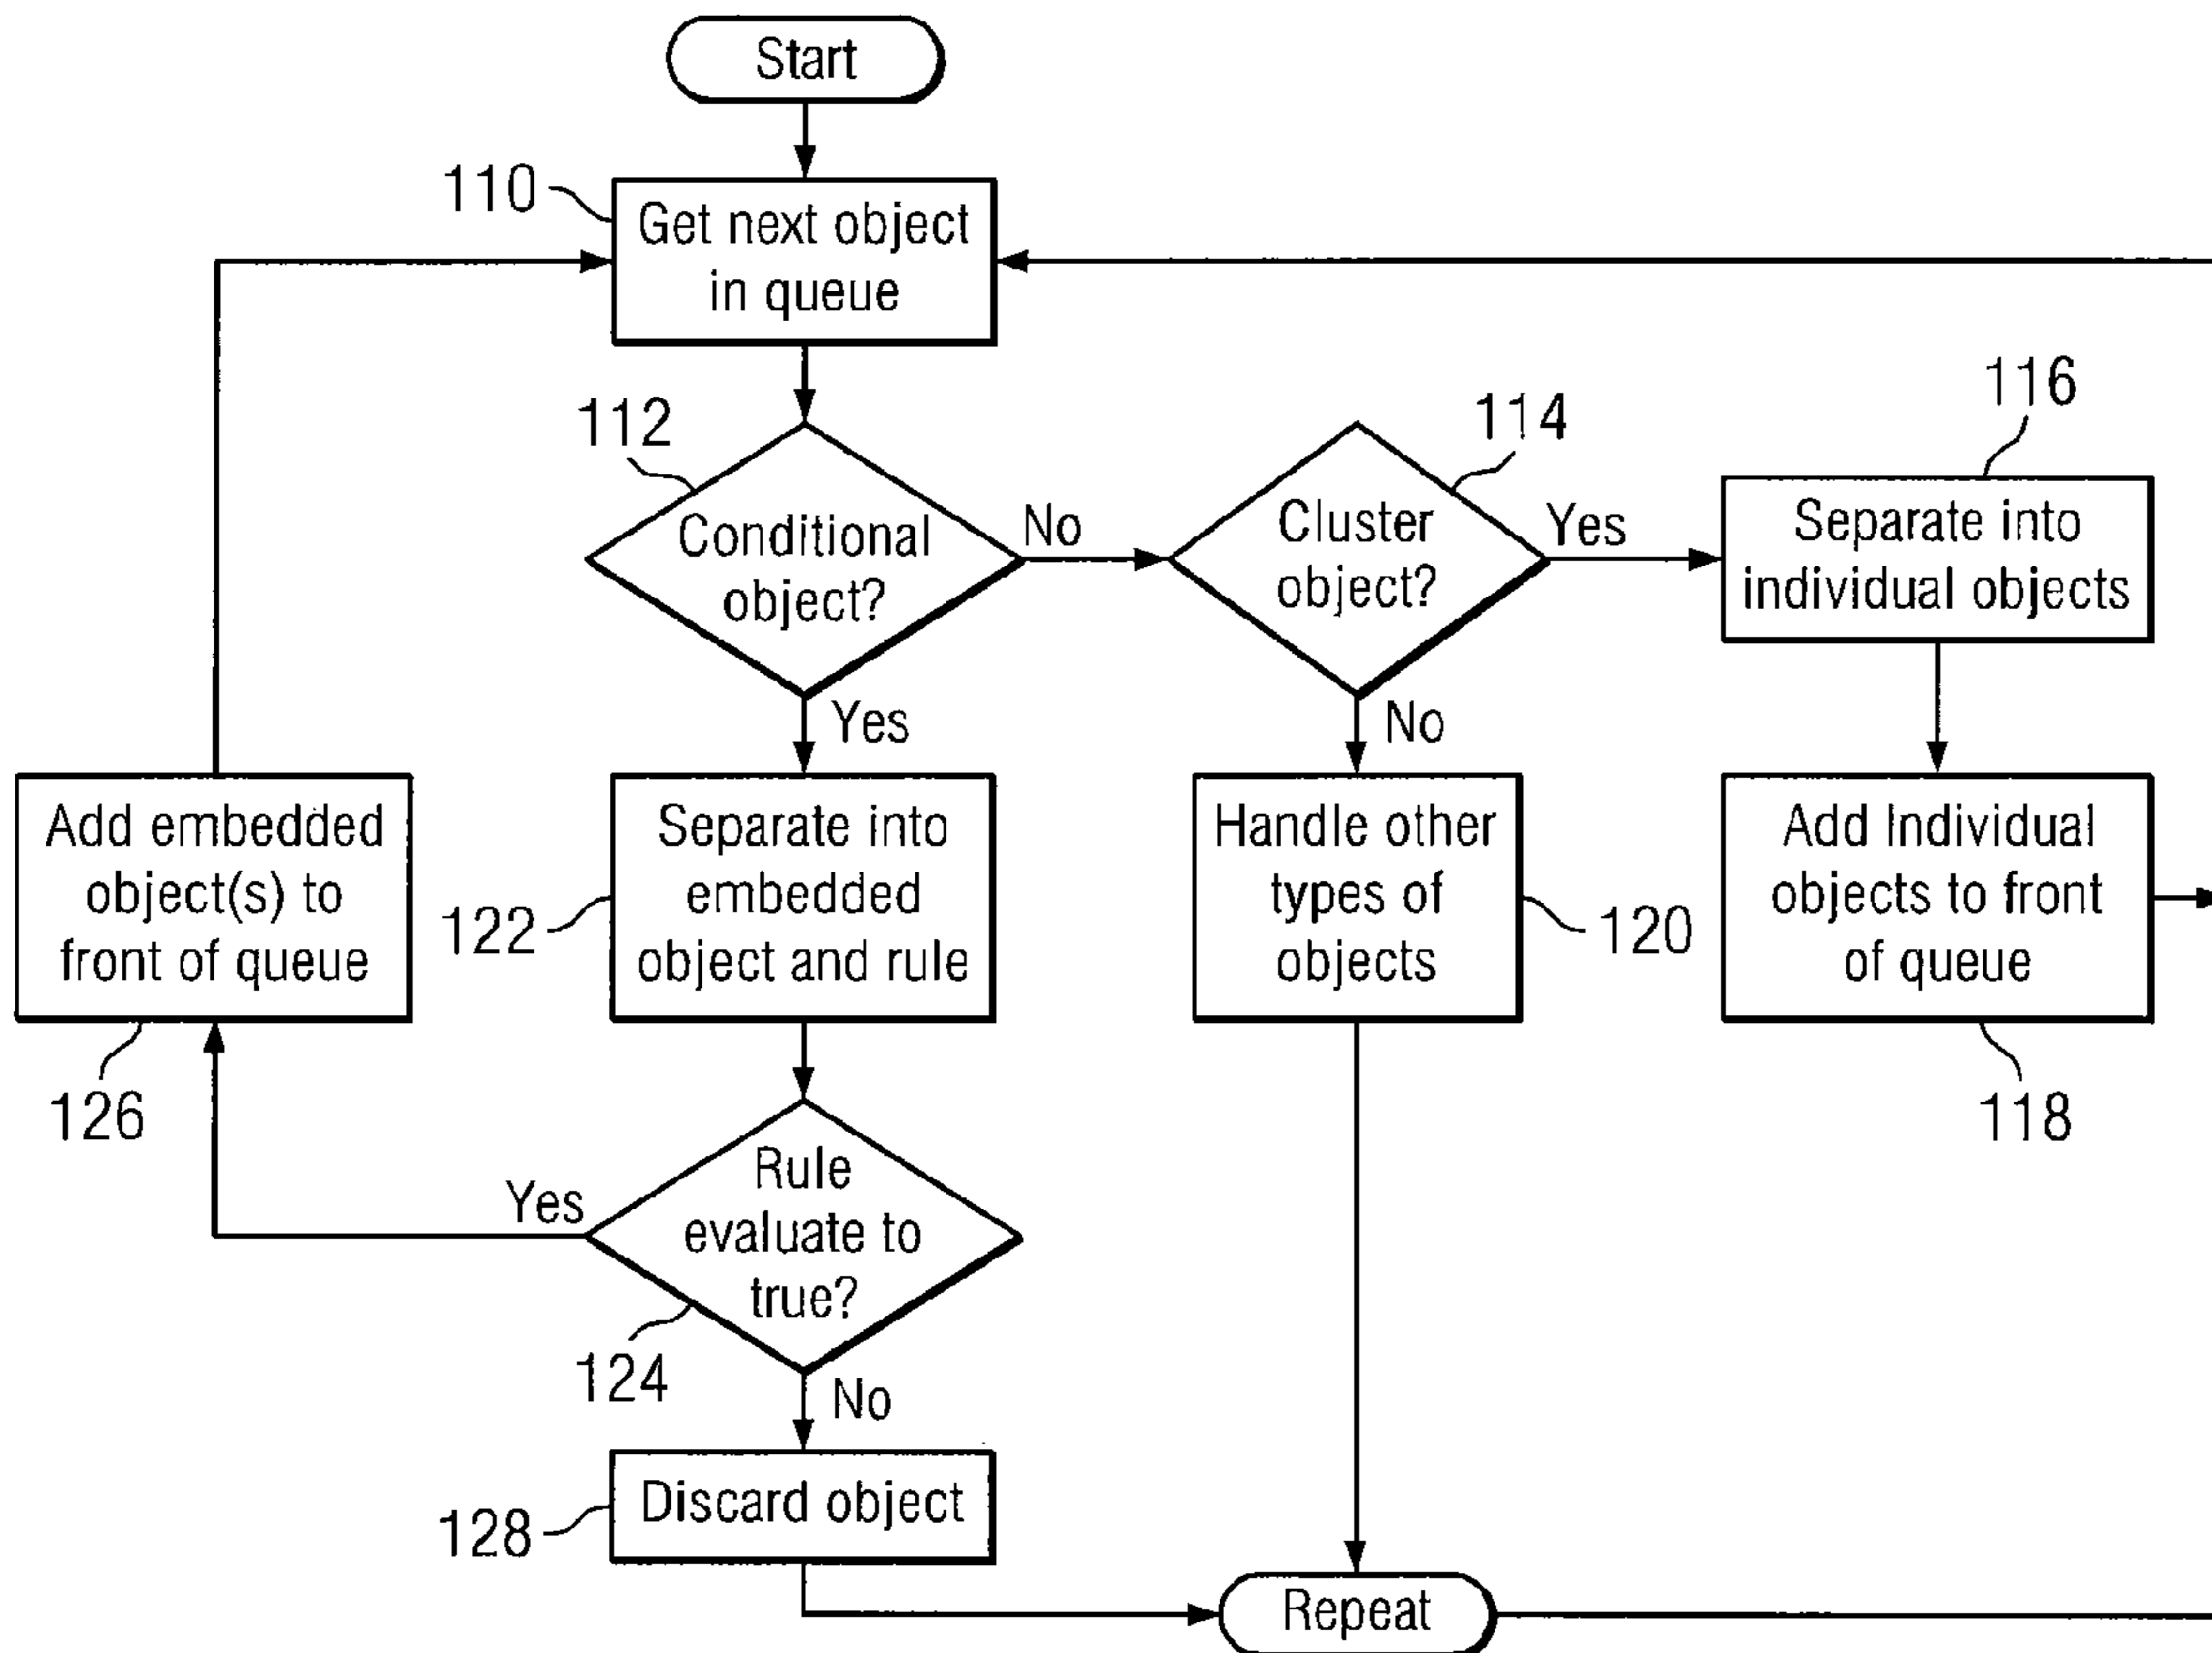 Start
110
Get next object
in queue
112
Conditional
object?
No
Yes
114
Cluster
object?
Yes
No
116
Separate into
individual objects
Add embedded
object(s) to
front of queue
126
122
Separate into
embedded
object and rule
Handle other
types of
objects
120
Add Individual
objects to front
of queue
118
Rule
evaluate to
true?
Yes
124
No
128
Discard object
Repeat